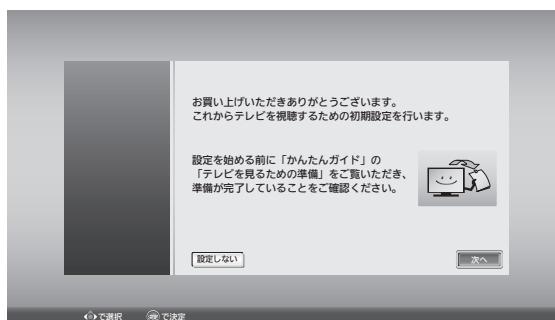 お買い上げいただきありがとうございます。
これからテレビを視聴するための初期設定を行います。
設定を始める前に「かんたんガイド」の
「テレビを見るための準備」をご覧いただき、
準備が完了していることをご確認ください。
設定しない
次へ
で選択 で決定